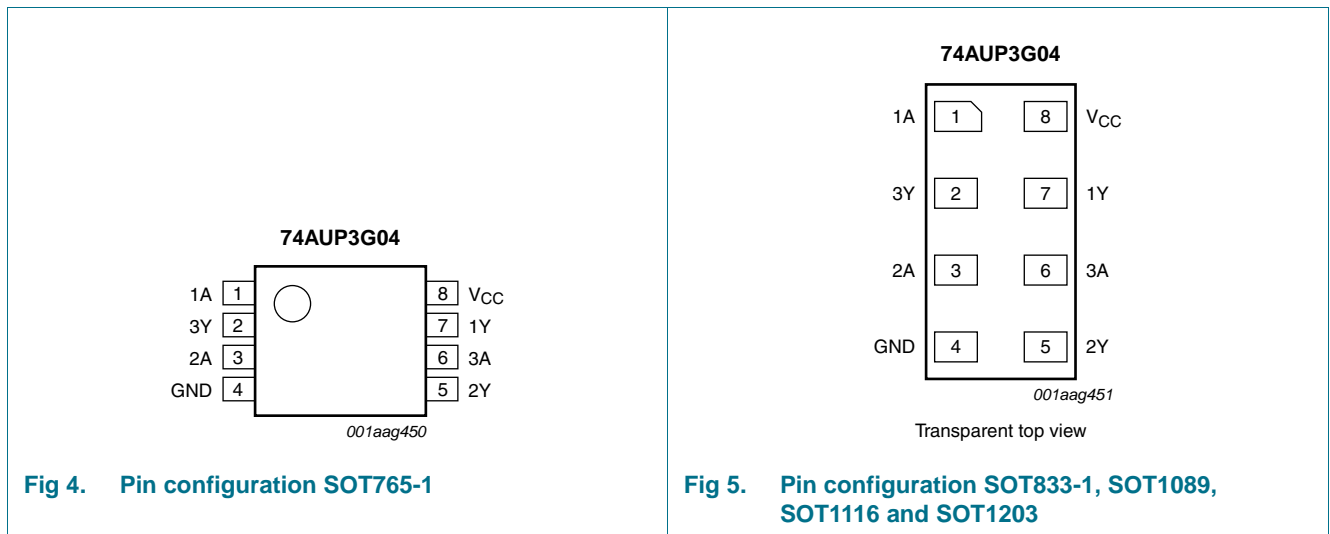 74AUP3G04
1A 1 8 VCC
3Y 2 7 1Y
2A 3 6 3A
GND 4 5 2Y
001aag450
Fig 4. Pin configuration SOT765-1
74AUP3G04
1A 1 8 VCC
3Y 2 7 1Y
2A 3 6 3A
GND 4 5 2Y
001aag451
Transparent top view
Fig 5. Pin configuration SOT833-1, SOT1089,
SOT1116 and SOT1203